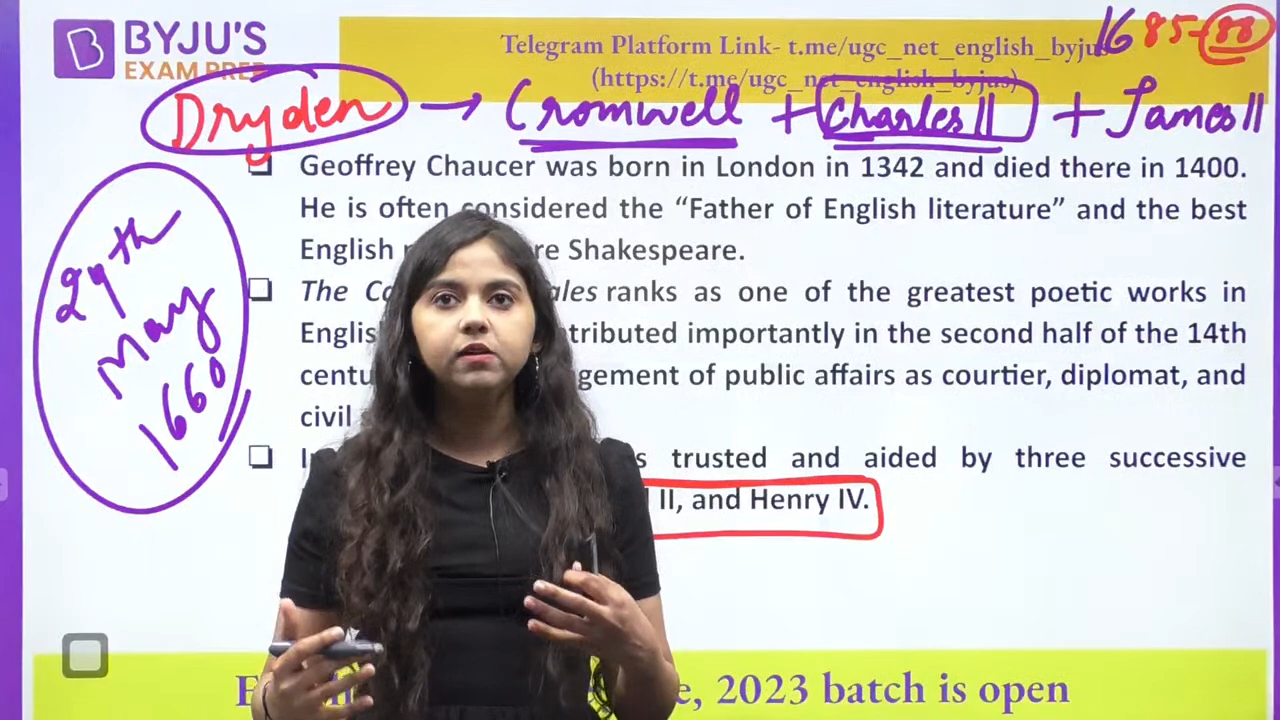 BYJU'S
EXAM PREP
Telegram Platform Link- t.me/ugc_net_english_byjus
(https://t.me/ugc_net_english_byjus)
1685-88
Dryden → Cromwell + Charles II + James II
29th
May
1660
❑ Geoffrey Chaucer was born in London in 1342 and died there in 1400.
He is often considered the “Father of English literature” and the best
English re Shakespeare.
❑ The ales ranks as one of the greatest poetic works in
English tributed importantly in the second half of the 14th
gement of public affairs as courtier, diplomat, and
civil
❑ trusted and aided by three successive
II, and Henry IV.
, 2023 batch is open